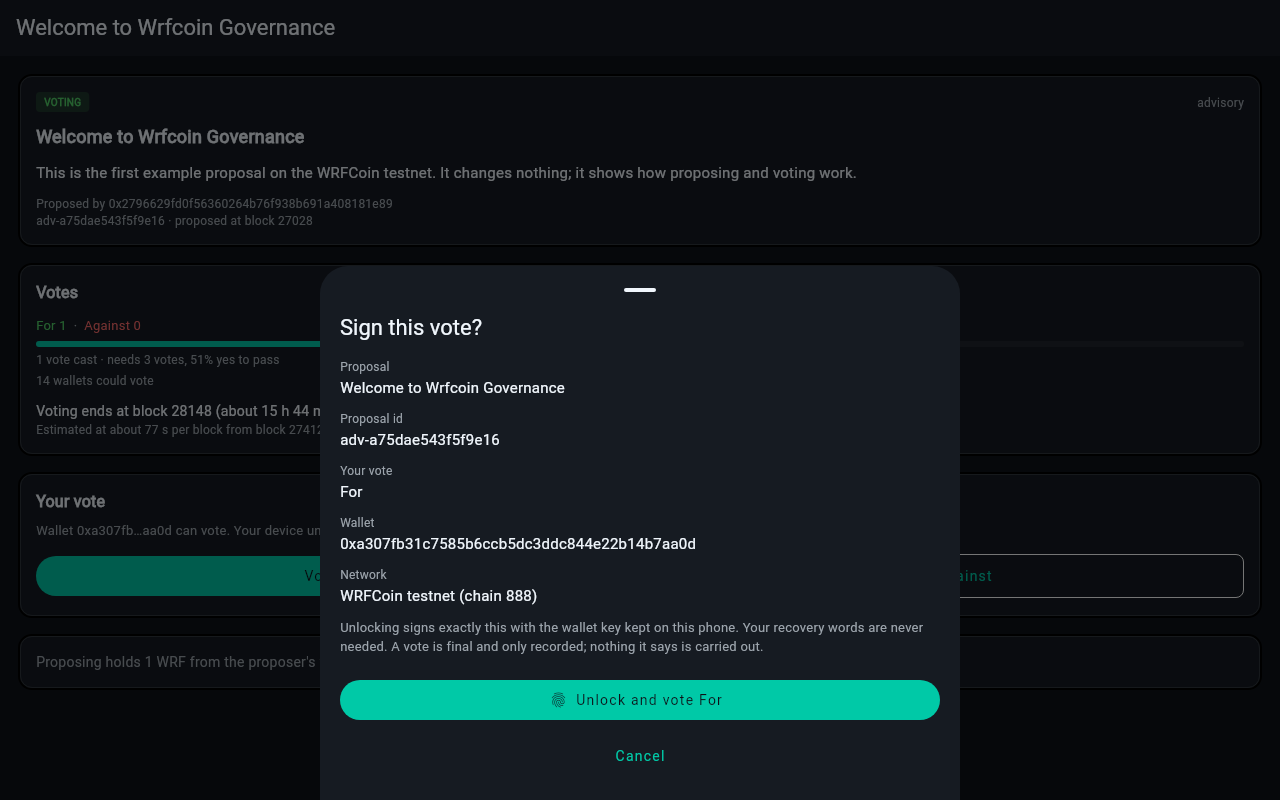 Welcome to Wrfcoin Governance
VOTING
advisory
Welcome to Wrfcoin Governance
This is the first example proposal on the WRFCoin testnet. It changes nothing; it shows how proposing and voting work.
Proposed by 0x2796629fd0f56360264b76f938b691a408181e89
adv-a75dae543f5f9e16 · proposed at block 27028
Votes
For 1 · Against 0
1 vote cast · needs 3 votes, 51% yes to pass
14 wallets could vote
Voting ends at block 28148 (about 15 h 44
Estimated at about 77 s per block from block 27412
Your vote
Wallet 0xa307fb…aa0d can vote. Your device
Proposing holds 1 WRF from the proposer's
Sign this vote?
Proposal
Welcome to Wrfcoin Governance
Proposal id
adv-a75dae543f5f9e16
Your vote
For
Wallet
0xa307fb31c7585b6ccb5dc3ddc844e22b14b7aa0d
Network
WRFCoin testnet (chain 888)
Unlocking signs exactly this with the wallet key kept on this phone. Your recovery words are never
needed. A vote is final and only recorded; nothing it says is carried out.
Unlock and vote For
Cancel